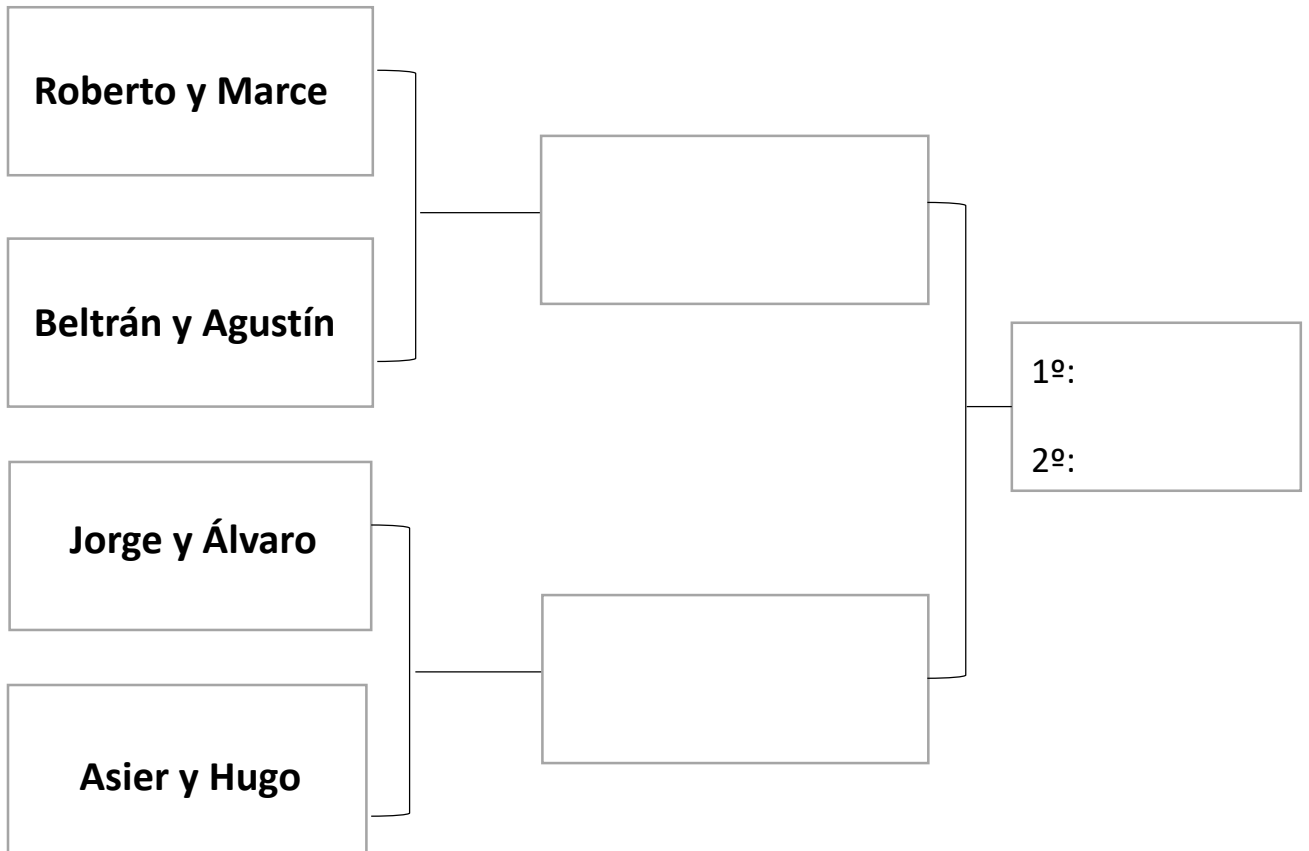 Roberto y Marce
Beltrán y Agustín
1º:
2º:
Jorge y Álvaro
Asier y Hugo